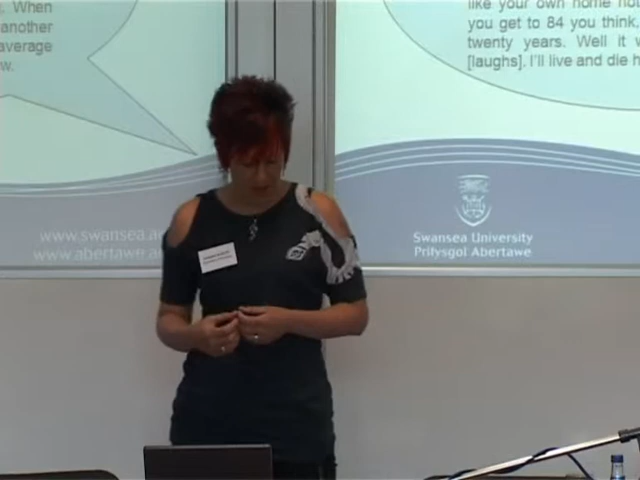 When
another
average
w.
like your own home
you get to 84 you think
twenty years. Well it w
[laughs]. I'll live and die h
www.swansea.a
www.abertawe.a
Swansea University
Prifysgol Abertawe